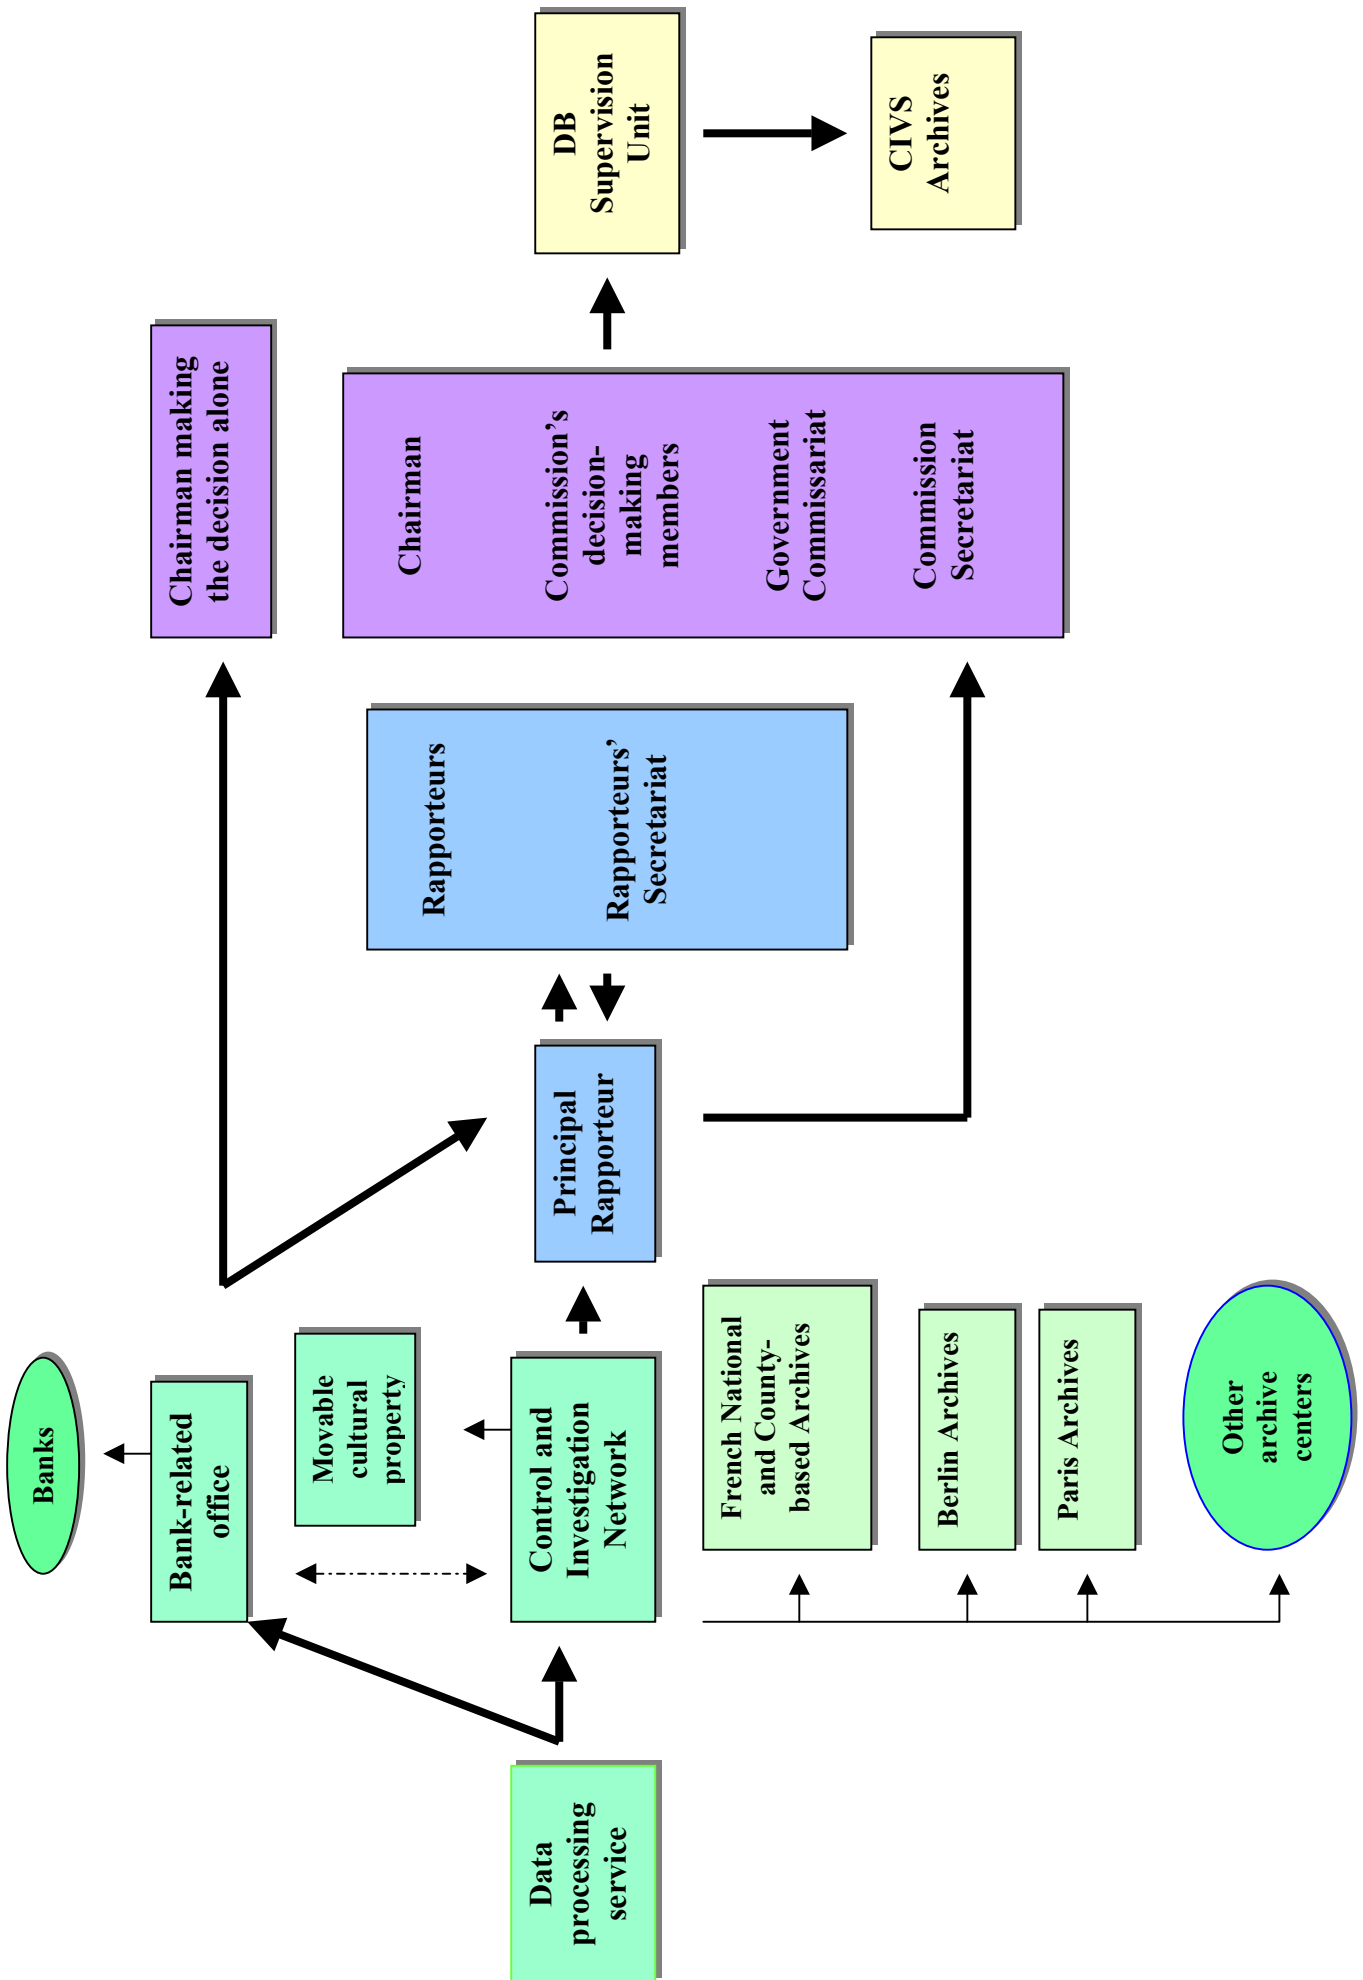 Banks
Bank-related
office
Movable
cultural
property
Data
processing
service
Control and
Investigation
Network
French National
and County-
based Archives
Berlin Archives
Paris Archives
Other
archive
centers
Principal
Rapporteur
Rapporteurs
Rapporteurs’
Secretariat
Chairman making
the decision alone
Chairman
Commission’s
decision-
making
members
Government
Commissariat
Commission
Secretariat
DB
Supervision
Unit
CIVS
Archives